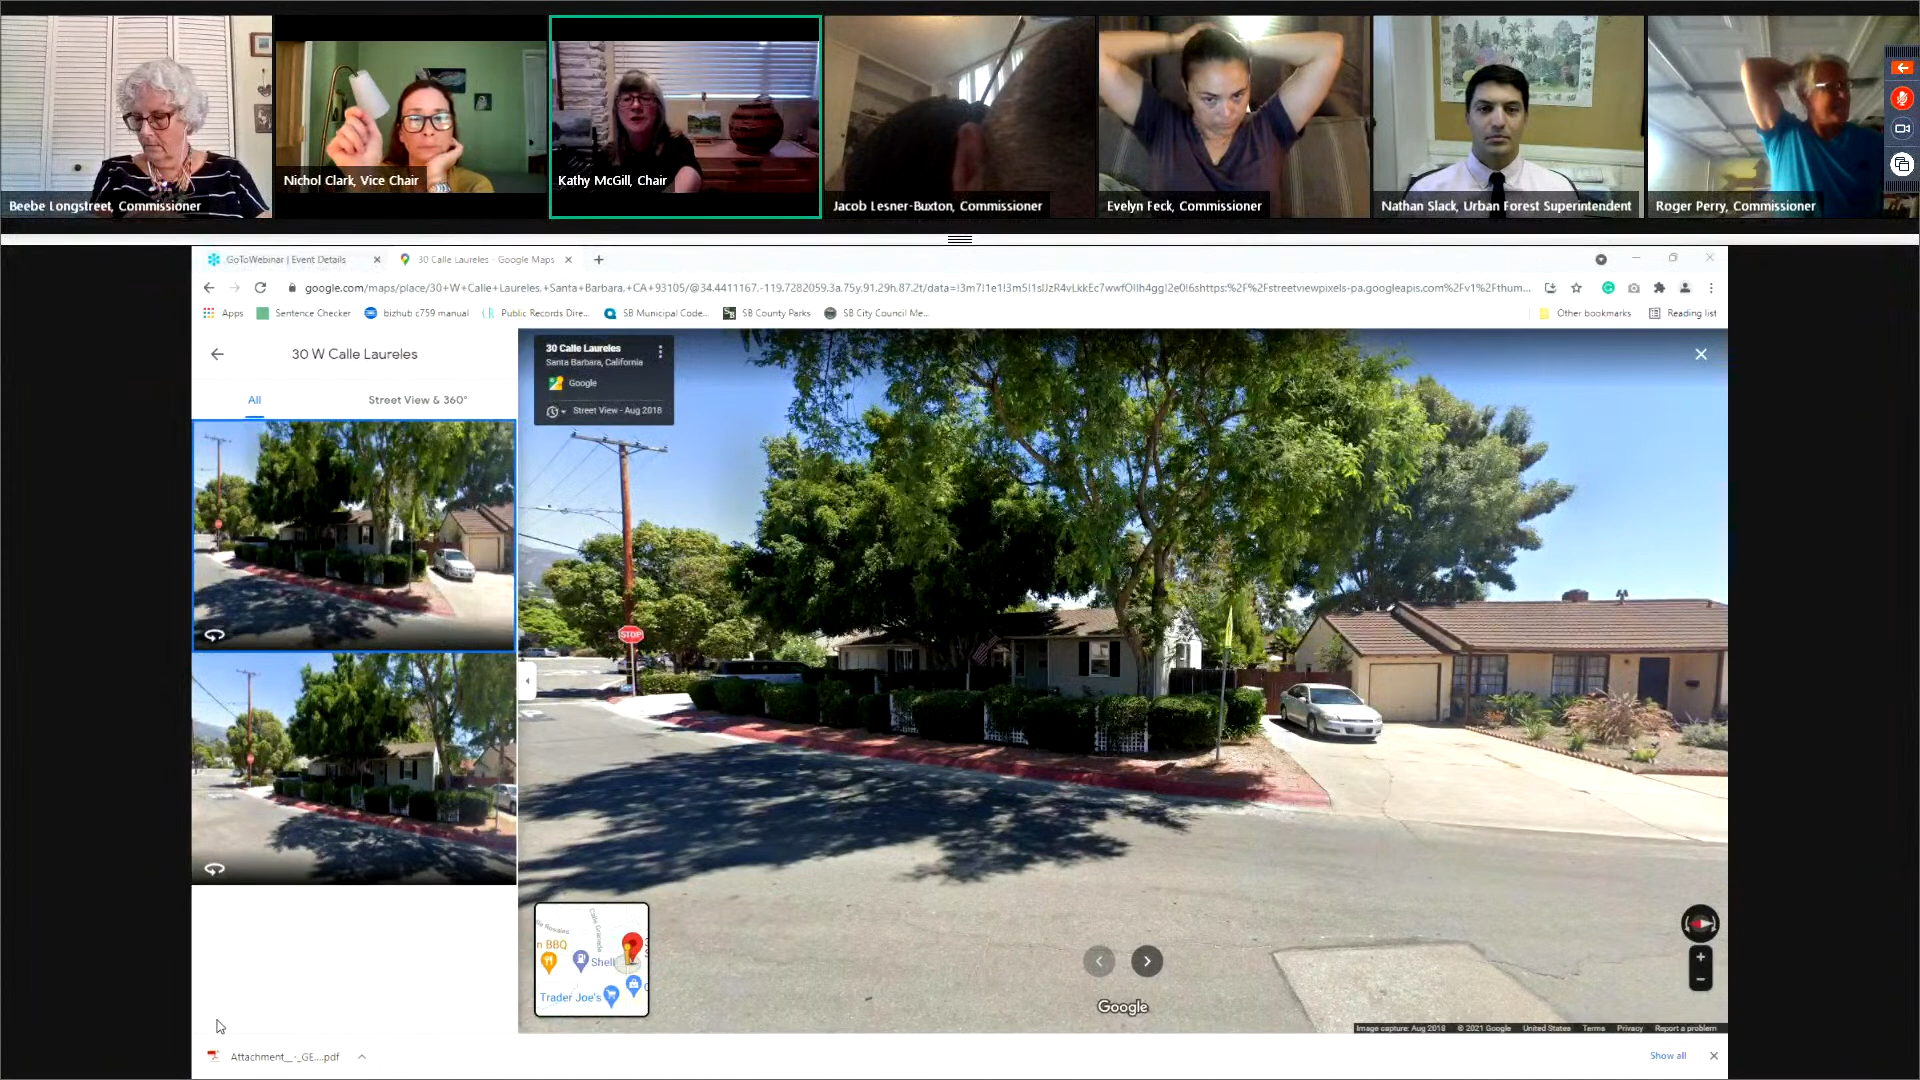 Beebe Longstreet, Commissioner
Nichol Clark, Vice Chair
Kathy McGill, Chair
Jacob Lesner-Buxton, Commissioner
Evelyn Feck, Commissioner
Nathan Slack, Urban Forest Superintendent
Roger Perry, Commissioner
GoToWebinar | Event Details
30 Calle Laureles - Google Maps
Apps
Sentence Checker
bizhub c759 manual
Public Records Dire...
SB Municipal Code...
SB County Parks
SB City Council Me...
Other bookmarks
Reading list
30 W Calle Laureles
All
Street View & 360°
30 Calle Laureles
Santa Barbara, California
Google
Street View - Aug 2018
STOP
Calle Granada
n BBQ
Shell
Trader Joe's
Google
Image capture: Aug 2018
© 2021 Google
United States
Terms
Privacy
Report a problem
Attachment__-_GE....pdf
Show all